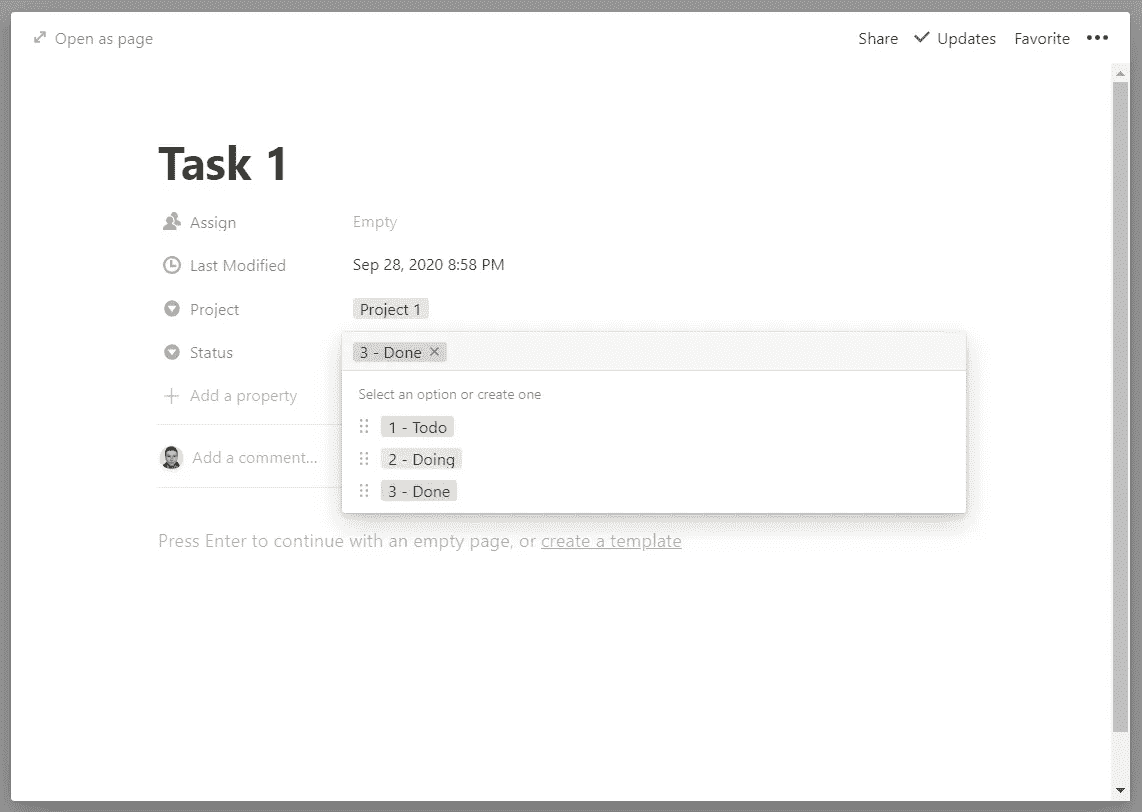 Open as page Share Updates Favorite
Task 1
Assign Empty
Last Modified Sep 28, 2020 8:58 PM
Project Project 1
Status 3 - Done
Add a property
Select an option or create one
1 - Todo
2 - Doing
3 - Done
Add a comment...
Press Enter to continue with an empty page, or create a template